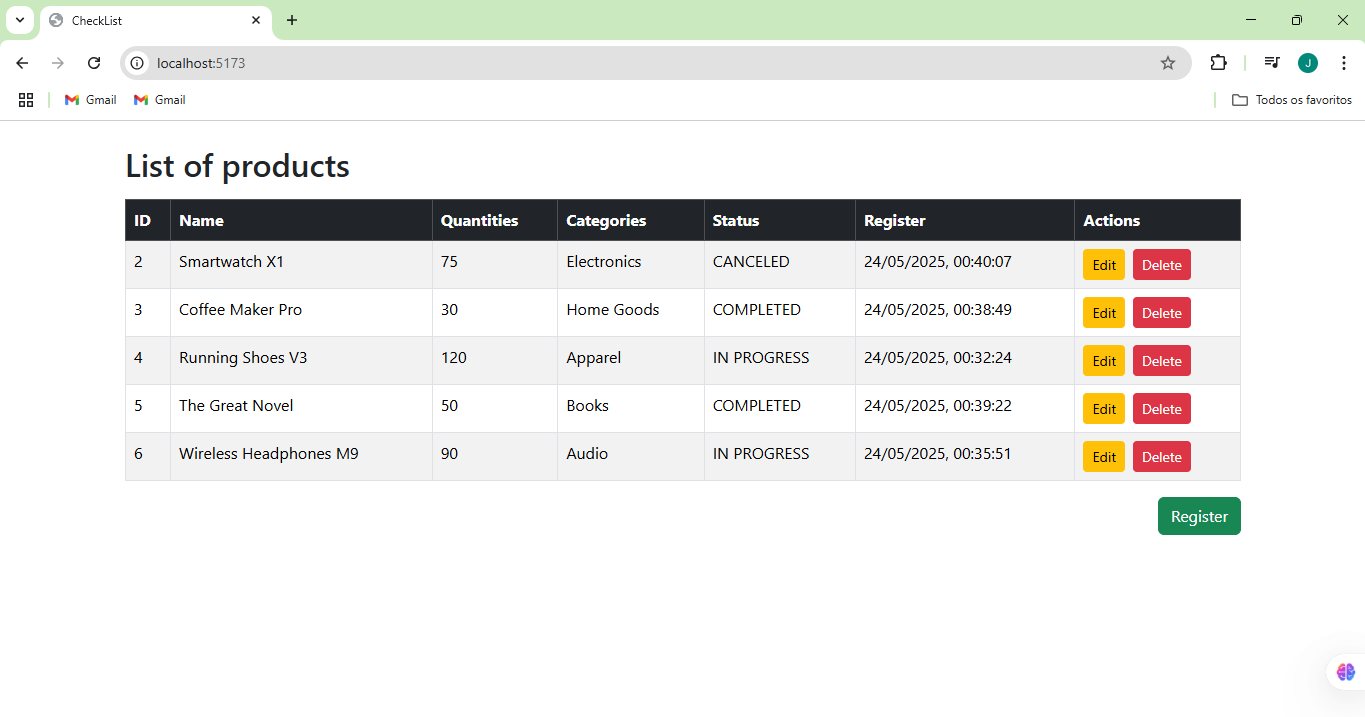 CheckList
localhost:5173
J
Gmail Gmail Todos os favoritos
List of products
ID Name Quantities Categories Status Register Actions
2 Smartwatch X1 75 Electronics CANCELED 24/05/2025, 00:40:07 Edit Delete
3 Coffee Maker Pro 30 Home Goods COMPLETED 24/05/2025, 00:38:49 Edit Delete
4 Running Shoes V3 120 Apparel IN PROGRESS 24/05/2025, 00:32:24 Edit Delete
5 The Great Novel 50 Books COMPLETED 24/05/2025, 00:39:22 Edit Delete
6 Wireless Headphones M9 90 Audio IN PROGRESS 24/05/2025, 00:35:51 Edit Delete
Register